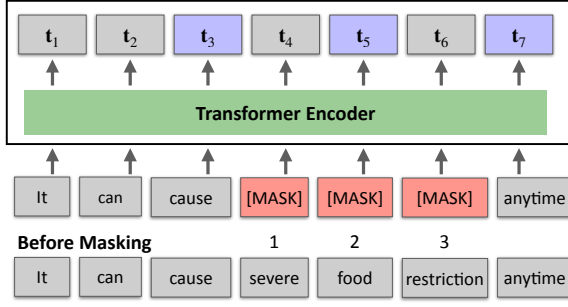 t1 t2 t3 t4 t5 t6 t7
Transformer Encoder
It can cause [MASK] [MASK] [MASK] anytime
Before Masking 1 2 3
It can cause severe food restriction anytime